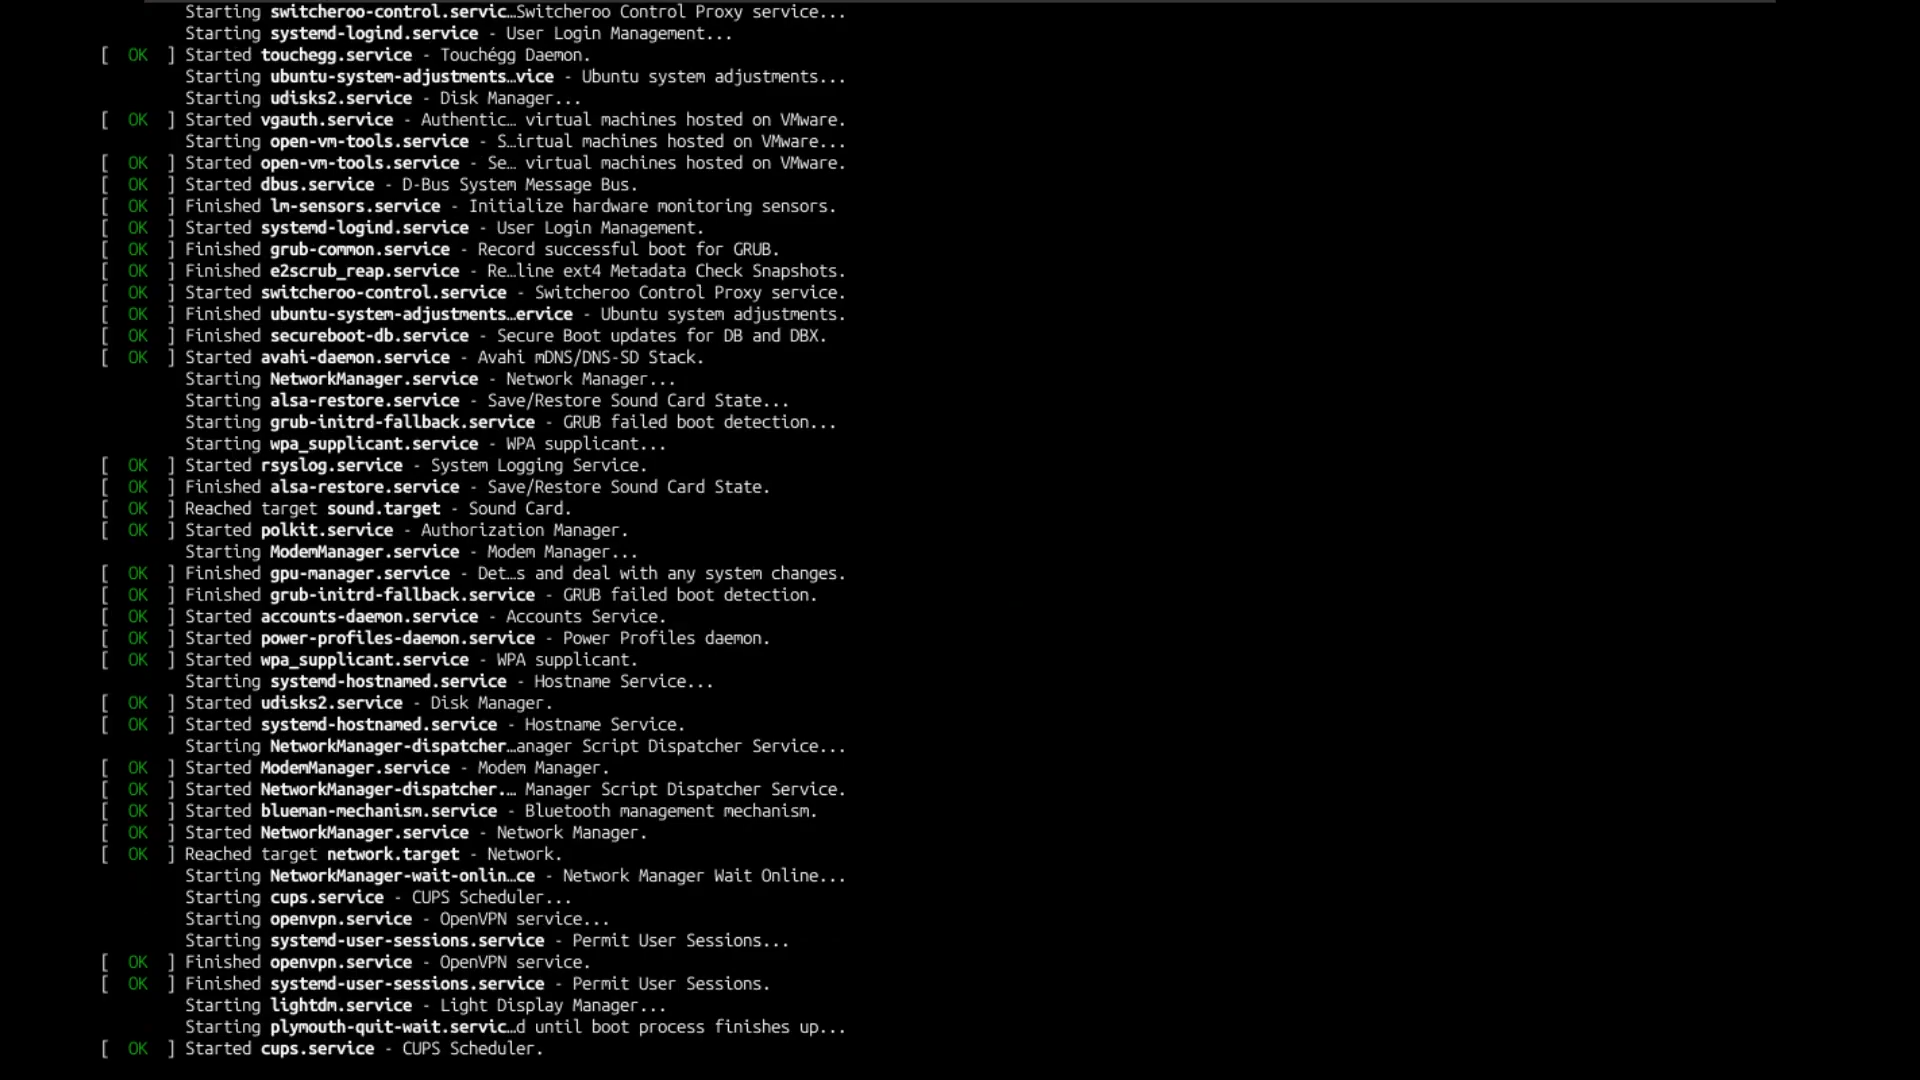 Starting switcheroo-control.servic…Switcheroo Control Proxy service...
Starting systemd-logind.service - User Login Management...
[  OK  ] Started touchegg.service - Touchégg Daemon.
Starting ubuntu-system-adjustments…vice - Ubuntu system adjustments...
Starting udisks2.service - Disk Manager...
[  OK  ] Started vgauth.service - Authentic… virtual machines hosted on VMware.
Starting open-vm-tools.service - S…irtual machines hosted on VMware...
[  OK  ] Started open-vm-tools.service - Se… virtual machines hosted on VMware.
[  OK  ] Started dbus.service - D-Bus System Message Bus.
[  OK  ] Finished lm-sensors.service - Initialize hardware monitoring sensors.
[  OK  ] Started systemd-logind.service - User Login Management.
[  OK  ] Finished grub-common.service - Record successful boot for GRUB.
[  OK  ] Finished e2scrub_reap.service - Re…line ext4 Metadata Check Snapshots.
[  OK  ] Started switcheroo-control.service - Switcheroo Control Proxy service.
[  OK  ] Finished ubuntu-system-adjustments…ervice - Ubuntu system adjustments.
[  OK  ] Finished secureboot-db.service - Secure Boot updates for DB and DBX.
[  OK  ] Started avahi-daemon.service - Avahi mDNS/DNS-SD Stack.
Starting NetworkManager.service - Network Manager...
Starting alsa-restore.service - Save/Restore Sound Card State...
Starting grub-initrd-fallback.service - GRUB failed boot detection...
Starting wpa_supplicant.service - WPA supplicant...
[  OK  ] Started rsyslog.service - System Logging Service.
[  OK  ] Finished alsa-restore.service - Save/Restore Sound Card State.
[  OK  ] Reached target sound.target - Sound Card.
[  OK  ] Started polkit.service - Authorization Manager.
Starting ModemManager.service - Modem Manager...
[  OK  ] Finished gpu-manager.service - Det…s and deal with any system changes.
[  OK  ] Finished grub-initrd-fallback.service - GRUB failed boot detection.
[  OK  ] Started accounts-daemon.service - Accounts Service.
[  OK  ] Started power-profiles-daemon.service - Power Profiles daemon.
[  OK  ] Started wpa_supplicant.service - WPA supplicant.
Starting systemd-hostnamed.service - Hostname Service...
[  OK  ] Started udisks2.service - Disk Manager.
[  OK  ] Started systemd-hostnamed.service - Hostname Service.
Starting NetworkManager-dispatcher…anager Script Dispatcher Service...
[  OK  ] Started ModemManager.service - Modem Manager.
[  OK  ] Started NetworkManager-dispatcher.… Manager Script Dispatcher Service.
[  OK  ] Started blueman-mechanism.service - Bluetooth management mechanism.
[  OK  ] Started NetworkManager.service - Network Manager.
[  OK  ] Reached target network.target - Network.
Starting NetworkManager-wait-onlin…ce - Network Manager Wait Online...
Starting cups.service - CUPS Scheduler...
Starting openvpn.service - OpenVPN service...
Starting systemd-user-sessions.service - Permit User Sessions...
[  OK  ] Finished openvpn.service - OpenVPN service.
[  OK  ] Finished systemd-user-sessions.service - Permit User Sessions.
Starting lightdm.service - Light Display Manager...
Starting plymouth-quit-wait.servic…d until boot process finishes up...
[  OK  ] Started cups.service - CUPS Scheduler.